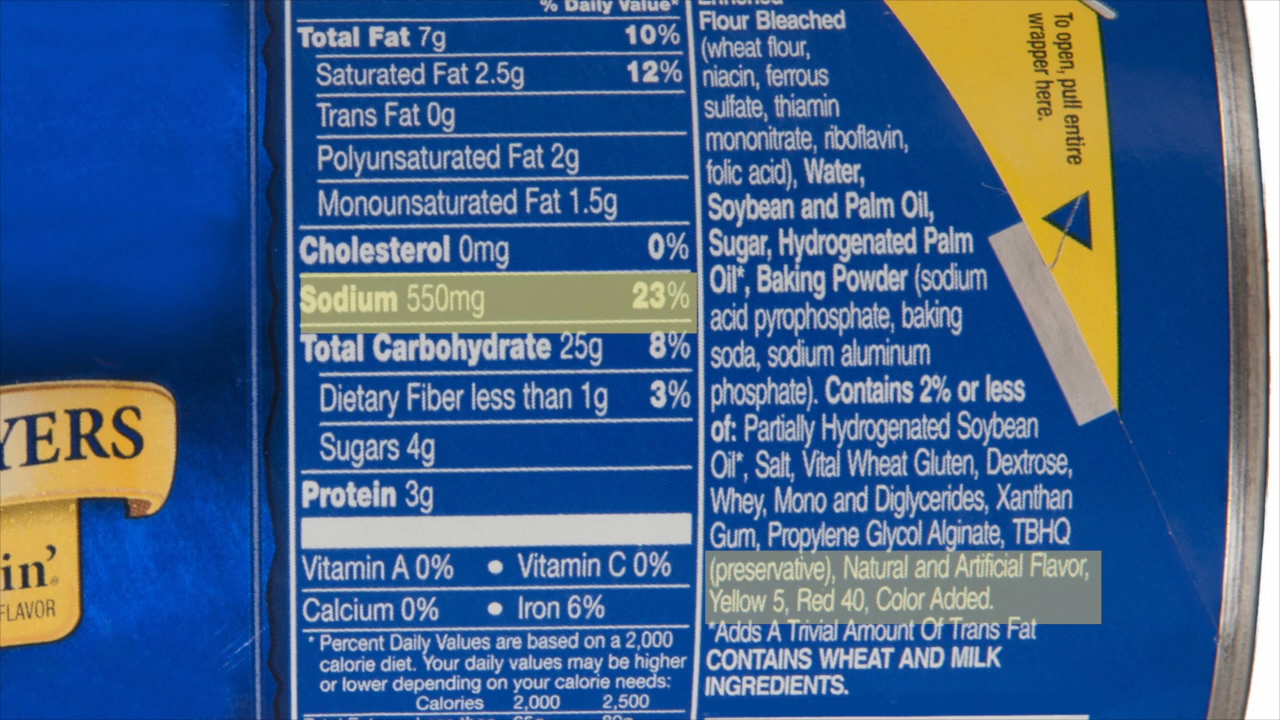 % Daily Value*
Total Fat 7g 10%
Saturated Fat 2.5g 12%
Trans Fat 0g
Polyunsaturated Fat 2g
Monounsaturated Fat 1.5g
Cholesterol 0mg 0%
Sodium 550mg 23%
Total Carbohydrate 25g 8%
Dietary Fiber less than 1g 3%
Sugars 4g
Protein 3g
Vitamin A 0% • Vitamin C 0%
Calcium 0% • Iron 6%
* Percent Daily Values are based on a 2,000
calorie diet. Your daily values may be higher
or lower depending on your calorie needs:
Calories 2,000 2,500
Enriched
Flour Bleached
(wheat flour,
niacin, ferrous
sulfate, thiamin
mononitrate, riboflavin,
folic acid), Water,
Soybean and Palm Oil,
Sugar, Hydrogenated Palm
Oil*, Baking Powder (sodium
acid pyrophosphate, baking
soda, sodium aluminum
phosphate). Contains 2% or less
of: Partially Hydrogenated Soybean
Oil*, Salt, Vital Wheat Gluten, Dextrose,
Whey, Mono and Diglycerides, Xanthan
Gum, Propylene Glycol Alginate, TBHQ
(preservative), Natural and Artificial Flavor,
Yellow 5, Red 40, Color Added.
*Adds A Trivial Amount Of Trans Fat
CONTAINS WHEAT AND MILK
INGREDIENTS.
To open, pull entire
wrapper here.
YERS
in'
FLAVOR